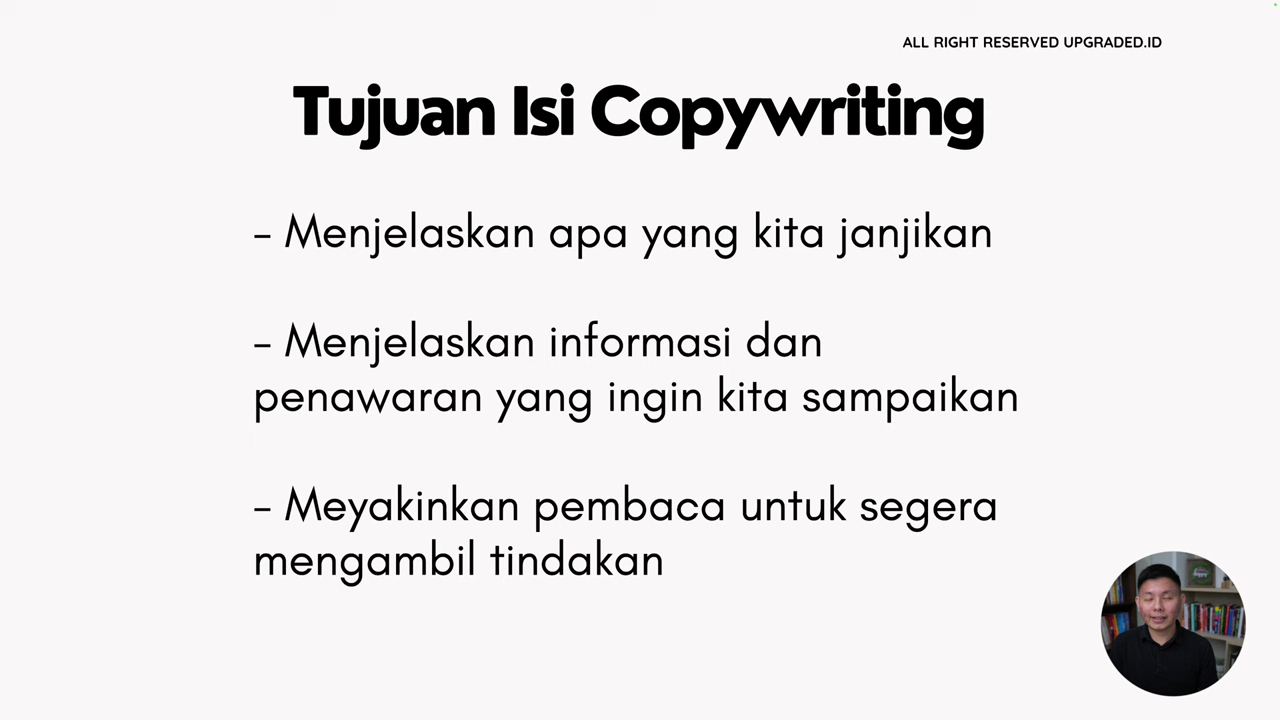 ALL RIGHT RESERVED UPGRADED.ID
Tujuan Isi Copywriting
- Menjelaskan apa yang kita janjikan
- Menjelaskan informasi dan
penawaran yang ingin kita sampaikan
- Meyakinkan pembaca untuk segera
mengambil tindakan